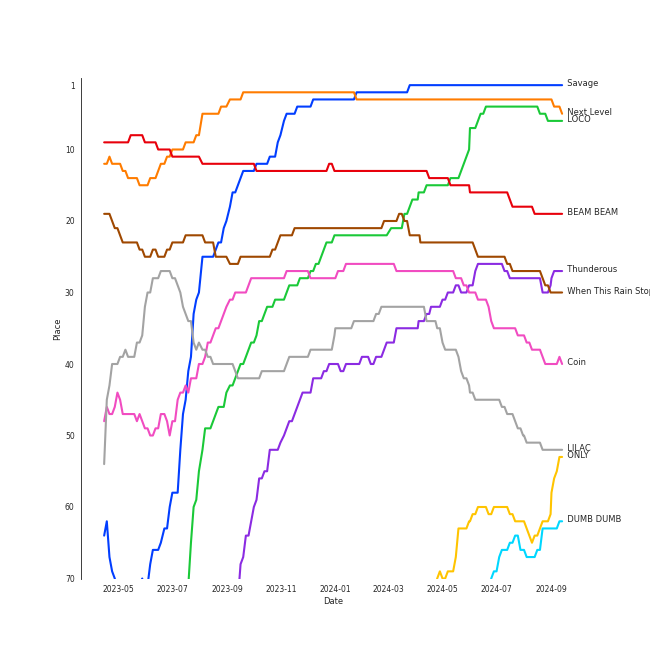 1
Savage
Next Level
LOCO
10
BEAM BEAM
20
Thunderous
30
When This Rain Stop
Place
40
Coin
50
LILAC
ONLY
60
DUMB DUMB
70
2023-05
2023-07
2023-09
2023-11
2024-01
2024-03
2024-05
2024-07
2024-09
Date